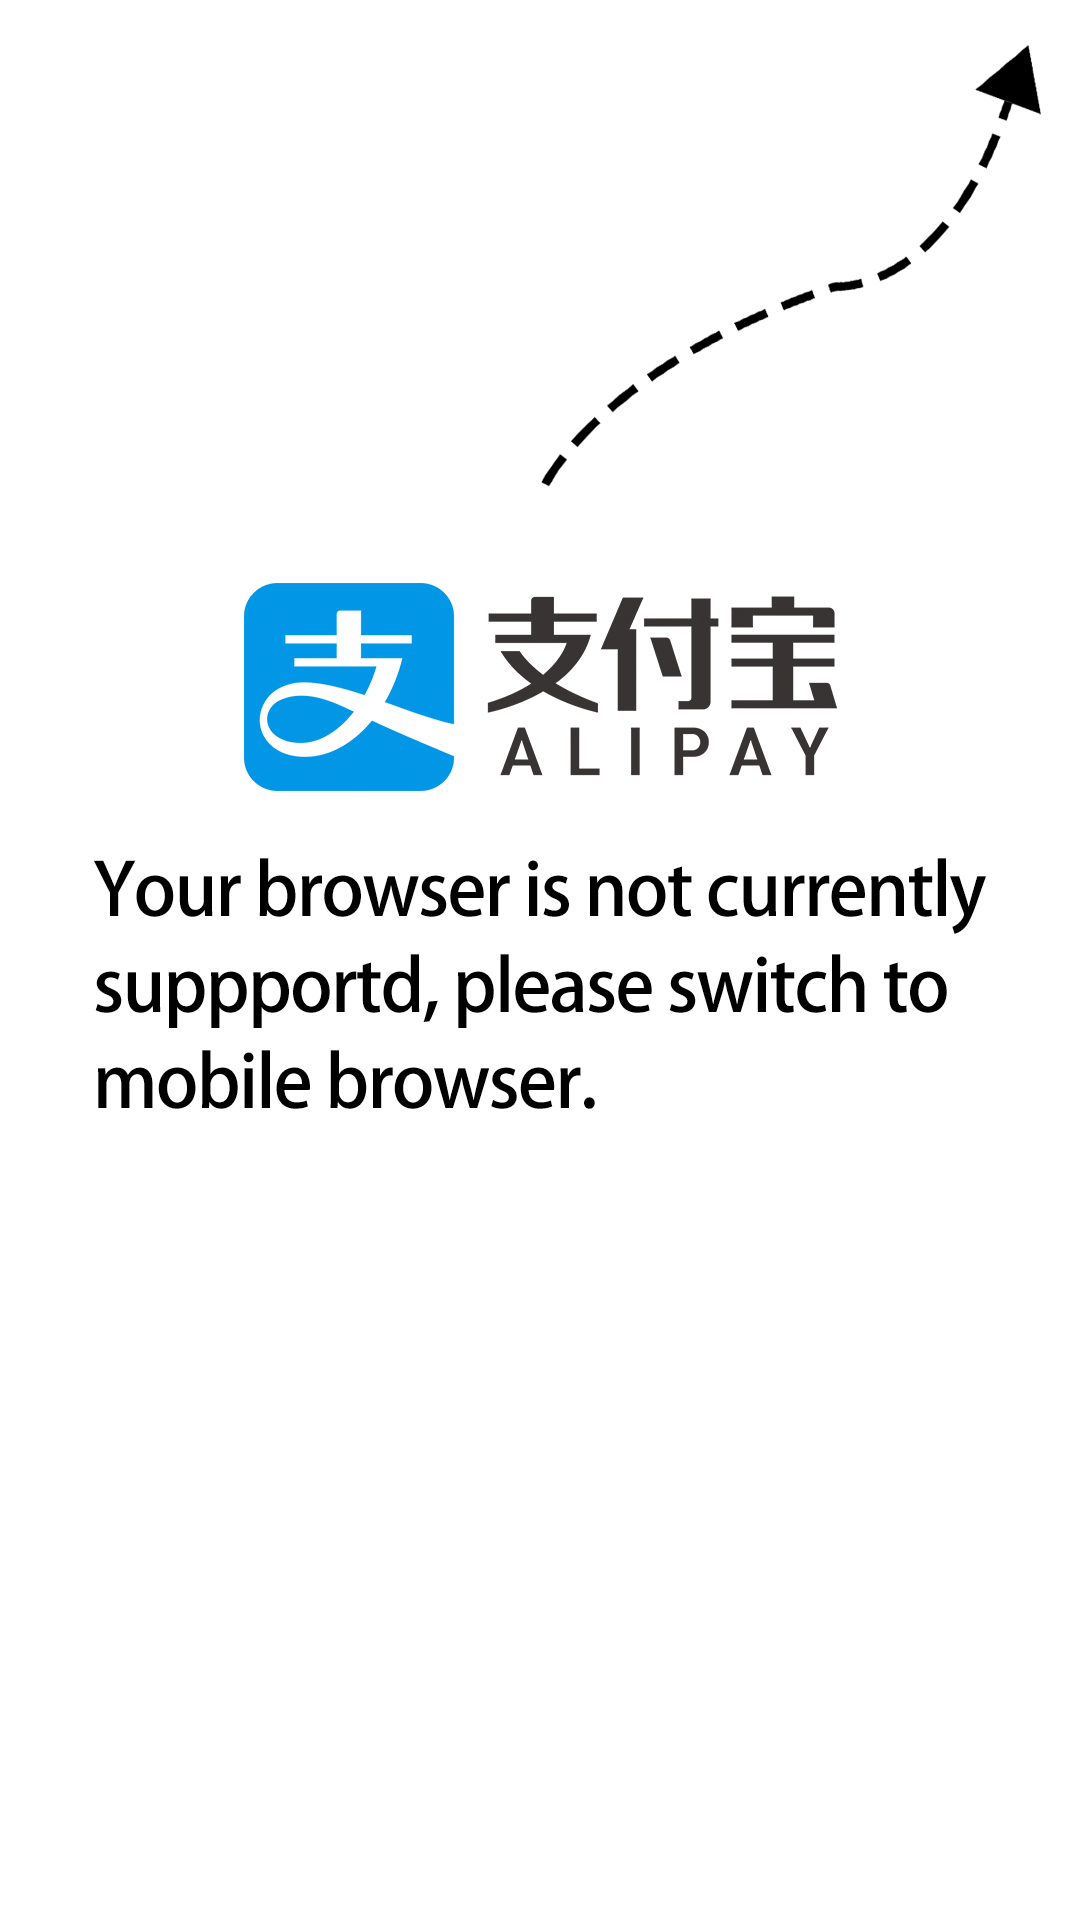 支付宝
ALIPAY
Your browser is not currently
suppportd, please switch to
mobile browser.